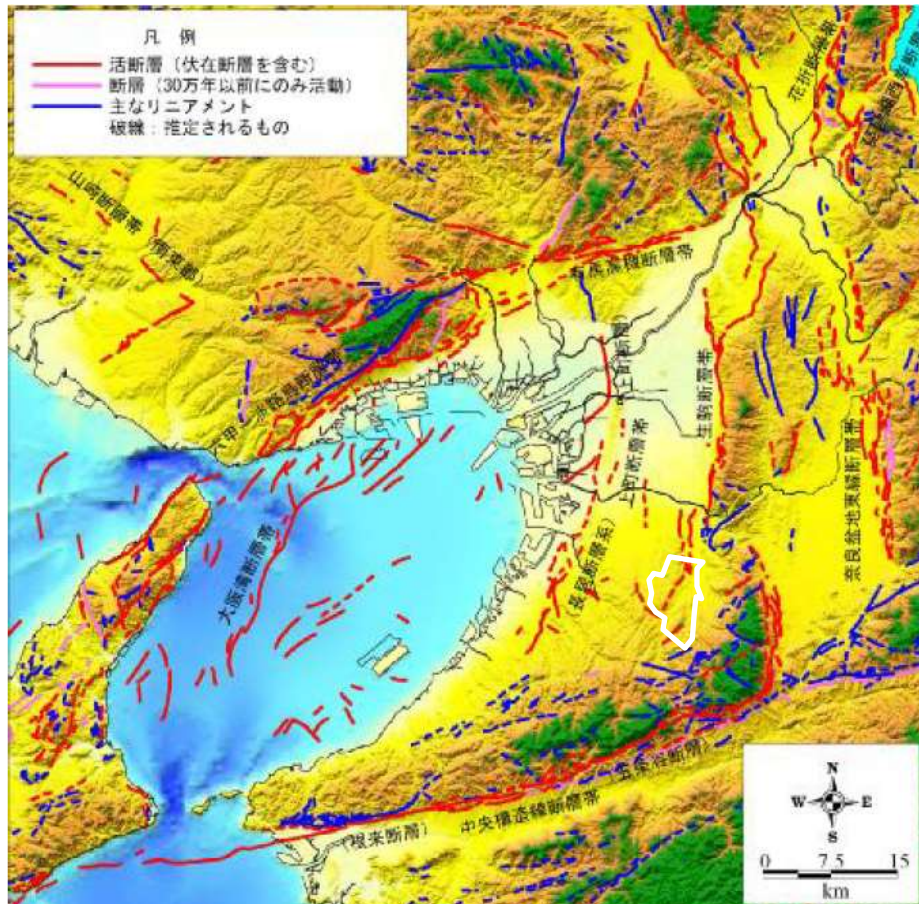 凡 例
活断層（伏在断層を含む）
断層（30万年以前にのみ活動）
主なリニアメント
破線：推定されるもの
花折断層帯
山崎断層帯
有馬高槻断層帯
六甲・淡路島断層帯
上町断層帯
生駒断層帯
奈良盆地東縁断層帯
大阪湾断層帯
中央構造線断層帯
（根来断層）
N
W
E
S
0 7.5 15
km